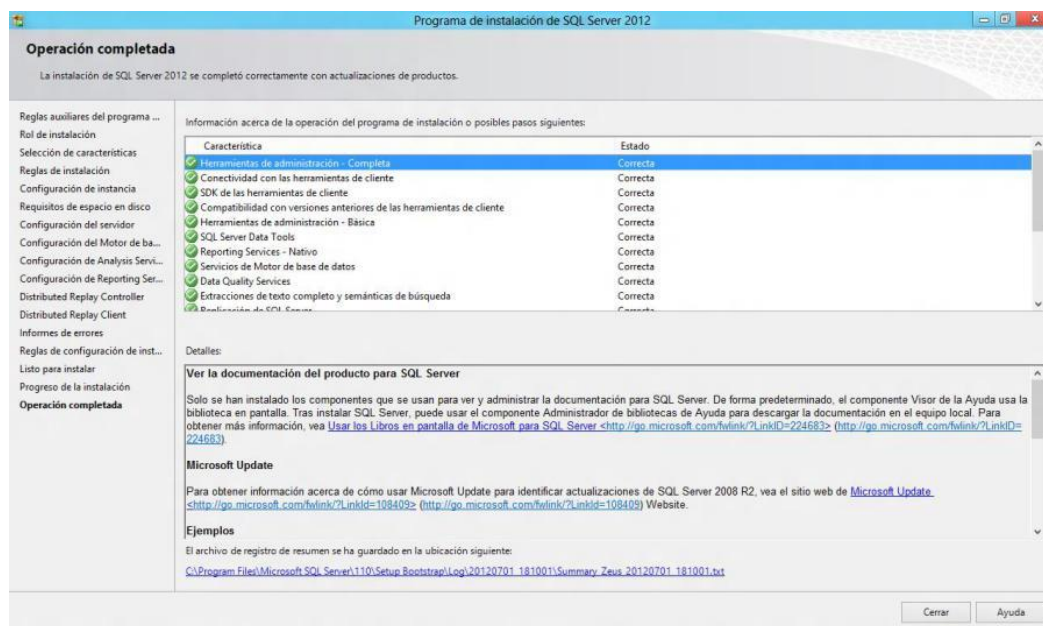 Programa de instalación de SQL Server 2012
Operación completada
La instalación de SQL Server 2012 se completó correctamente con actualizaciones de productos.
Reglas auxiliares del programa ...
Rol de instalación
Selección de características
Reglas de instalación
Configuración de instancia
Requisitos de espacio en disco
Configuración del servidor
Configuración del Motor de ba...
Configuración de Analysis Servi...
Configuración de Reporting Ser...
Distributed Replay Controller
Distributed Replay Client
Informes de errores
Reglas de configuración de inst...
Listo para instalar
Progreso de la instalación
Operación completada
Información acerca de la operación del programa de instalación o posibles pasos siguientes:
Característica Estado
Herramientas de administración - Completa Correcta
Conectividad con las herramientas de cliente Correcta
SDK de las herramientas de cliente Correcta
Compatibilidad con versiones anteriores de las herramientas de cliente Correcta
Herramientas de administración - Básica Correcta
SQL Server Data Tools Correcta
Reporting Services - Nativo Correcta
Servicios de Motor de base de datos Correcta
Data Quality Services Correcta
Extracciones de texto completo y semánticas de búsqueda Correcta
Replicación de SQL Server Correcta
Detalles:
Ver la documentación del producto para SQL Server
Solo se han instalado los componentes que se usan para ver y administrar la documentación para SQL Server. De forma predeterminado, el componente Visor de la Ayuda usa la
biblioteca en pantalla. Tras instalar SQL Server, puede usar el componente Administrador de bibliotecas de Ayuda para descargar la documentación en el equipo local. Para
obtener más información, vea Usar los Libros en pantalla de Microsoft para SQL Server <http://go.microsoft.com/fwlink/?LinkID=224683> (http://go.microsoft.com/fwlink/?LinkID=
224683).
Microsoft Update
Para obtener información acerca de cómo usar Microsoft Update para identificar actualizaciones de SQL Server 2008 R2, vea el sitio web de Microsoft Update
<http://go.microsoft.com/fwlink/?LinkId=108409> (http://go.microsoft.com/fwlink/?LinkId=108409) Website.
Ejemplos
El archivo de registro de resumen se ha guardado en la ubicación siguiente:
C:\Program Files\Microsoft SQL Server\110\Setup Bootstrap\Log\20120701_181001\Summary_Zeus_20120701_181001.txt
Cerrar Ayuda